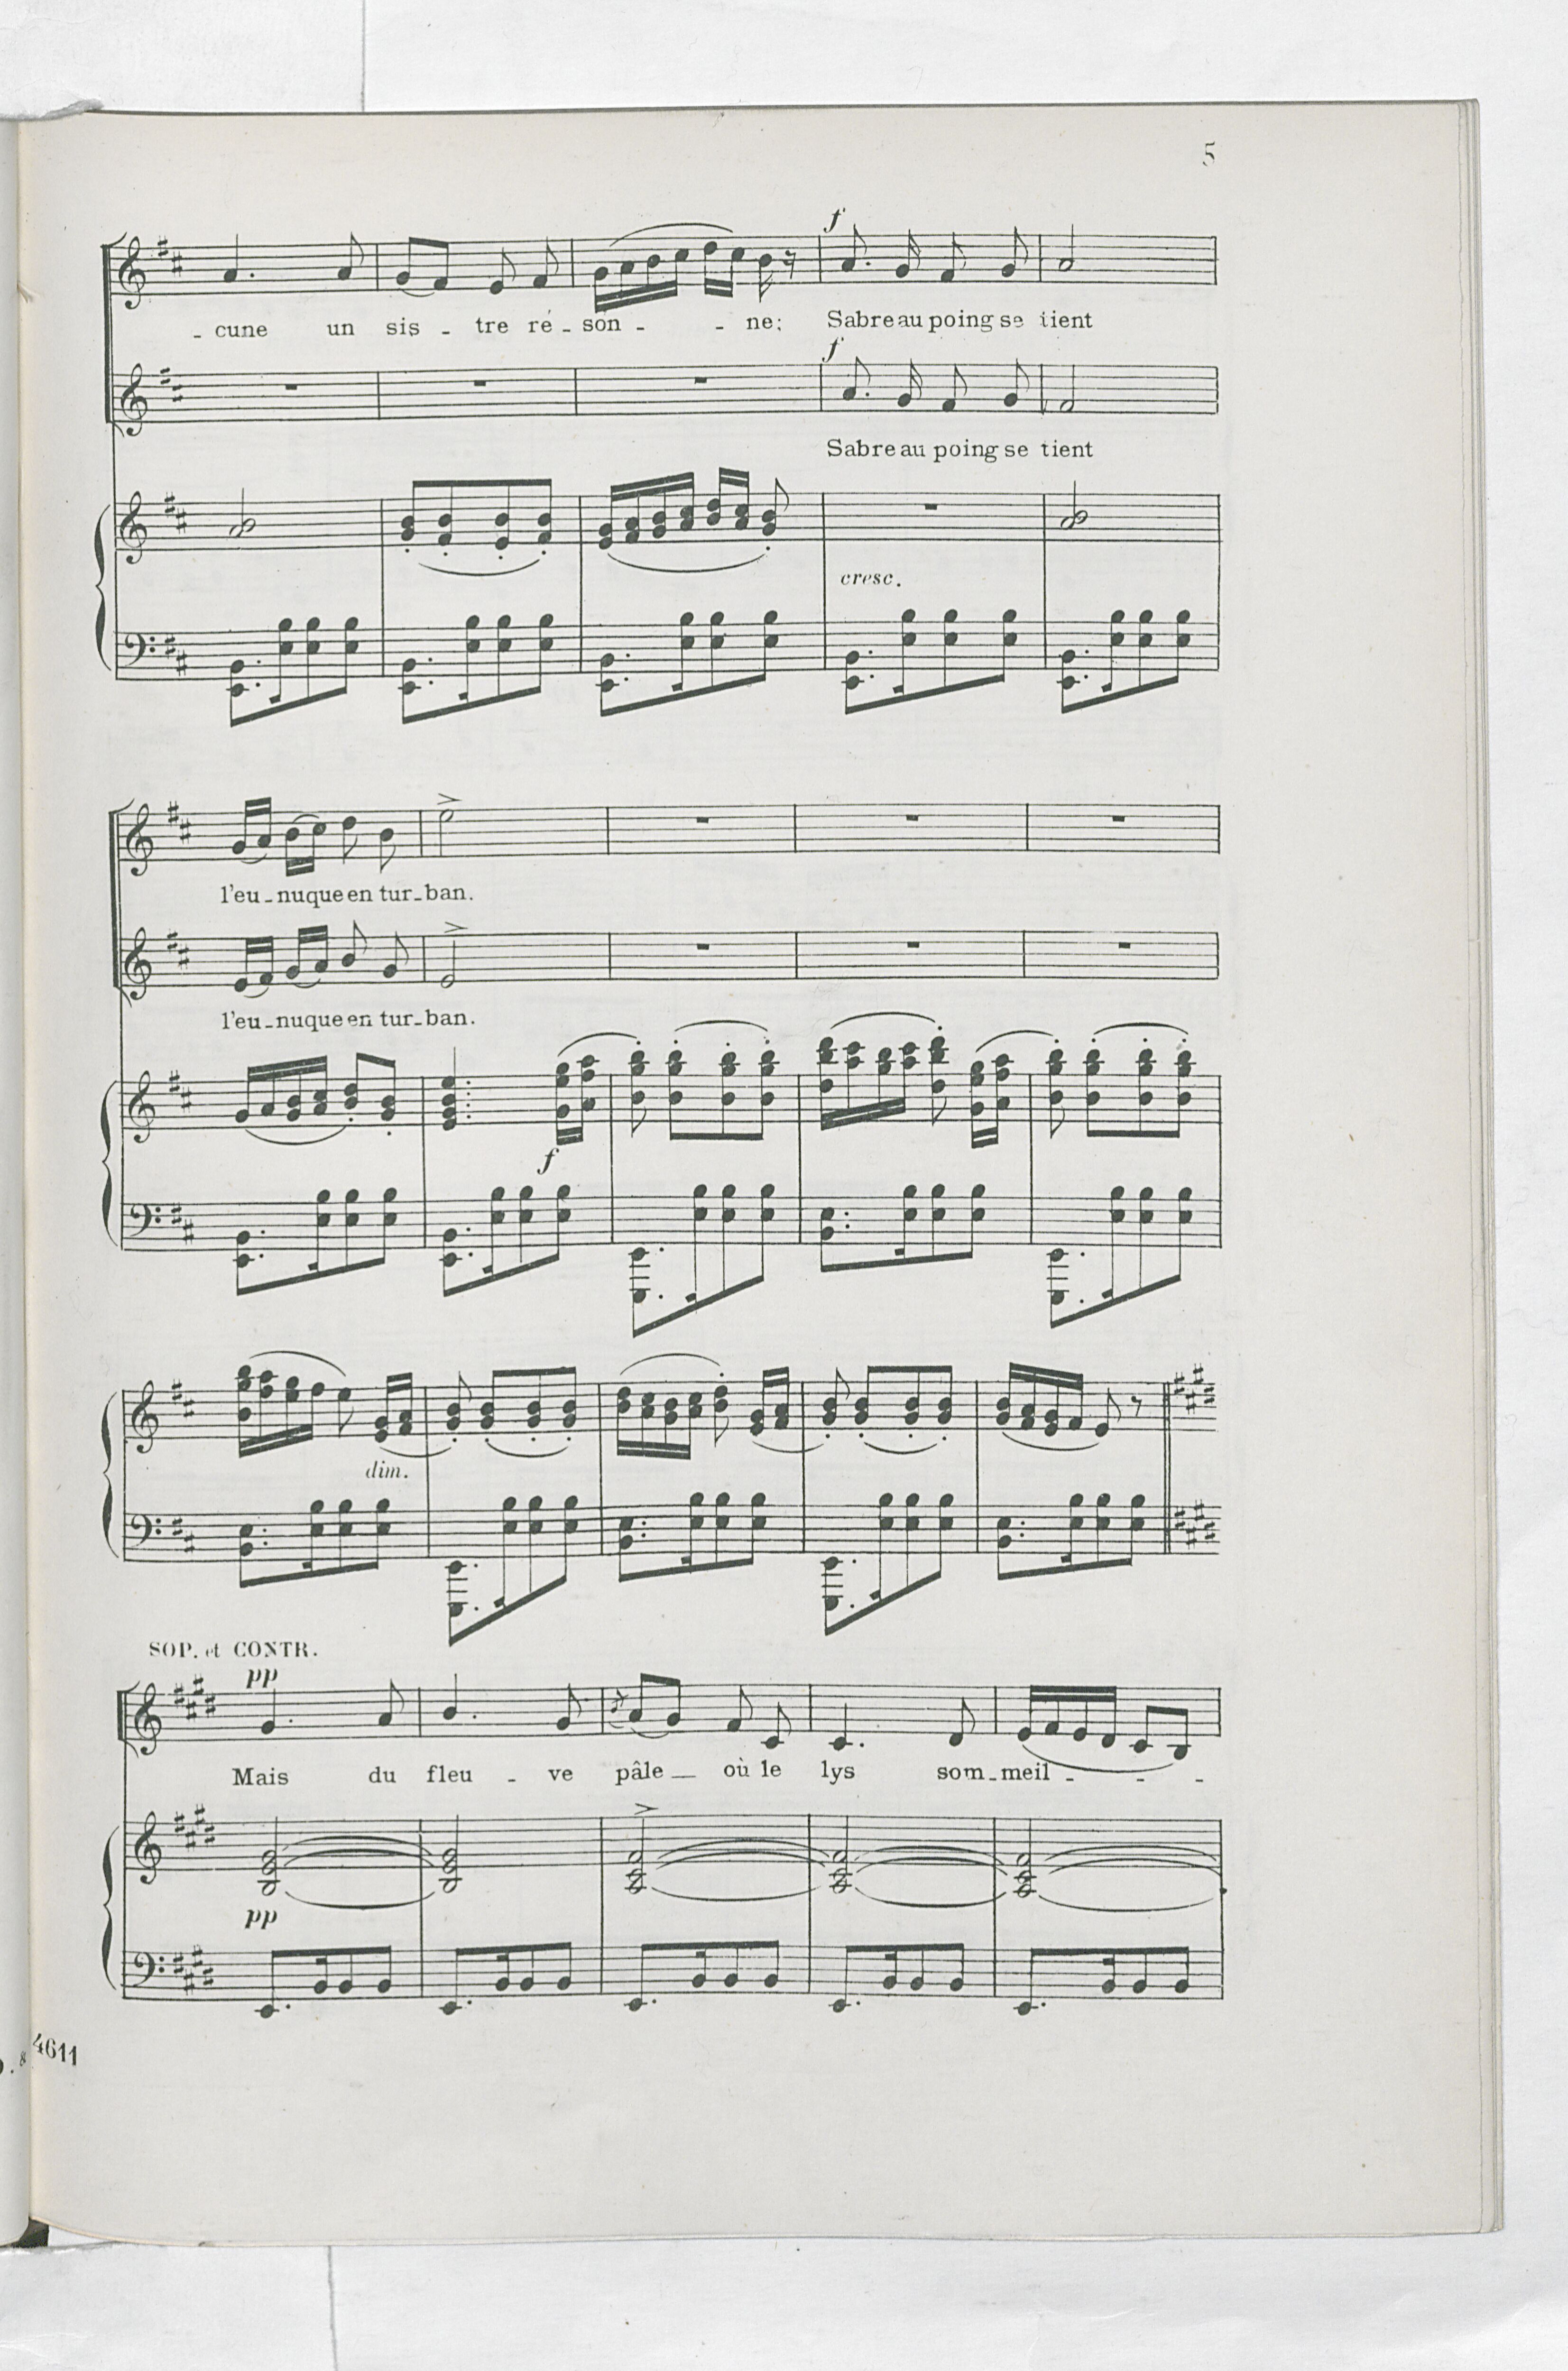 5
f
- cune un sis - tre ré - son - - ne; Sabre au poing se tient
f
Sabre au poing se tient
cresc.
l'eu - nuque en tur - ban.
l'eu - nuque en tur - ban.
f
dim.
SOP. et CONTR.
pp
Mais du fleu - ve pâle — où le lys som - meil - - -
pp
4611